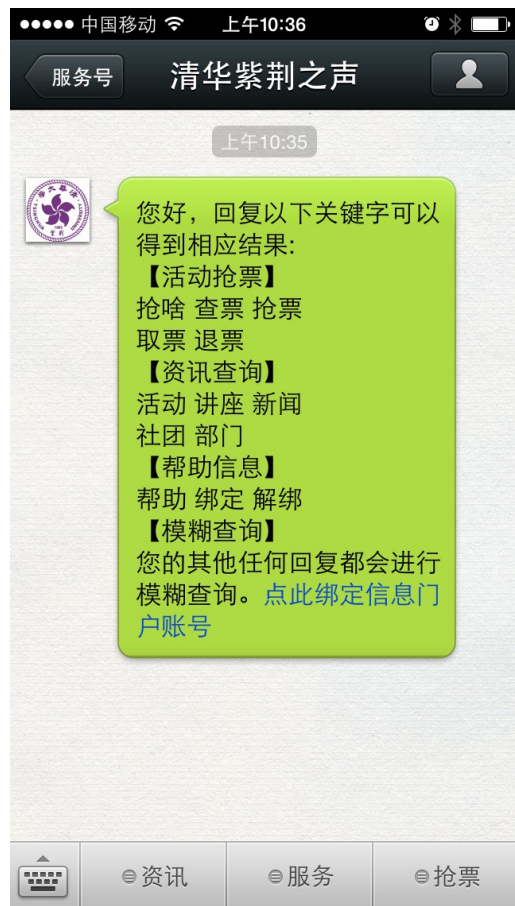 中国移动 上午10:36
服务号 清华紫荆之声
上午10:35
您好，回复以下关键字可以
得到相应结果:
【活动抢票】
抢啥 查票 抢票
取票 退票
【资讯查询】
活动 讲座 新闻
社团 部门
【帮助信息】
帮助 绑定 解绑
【模糊查询】
您的其他任何回复都会进行
模糊查询。点此绑定信息门
户账号
资讯 服务 抢票